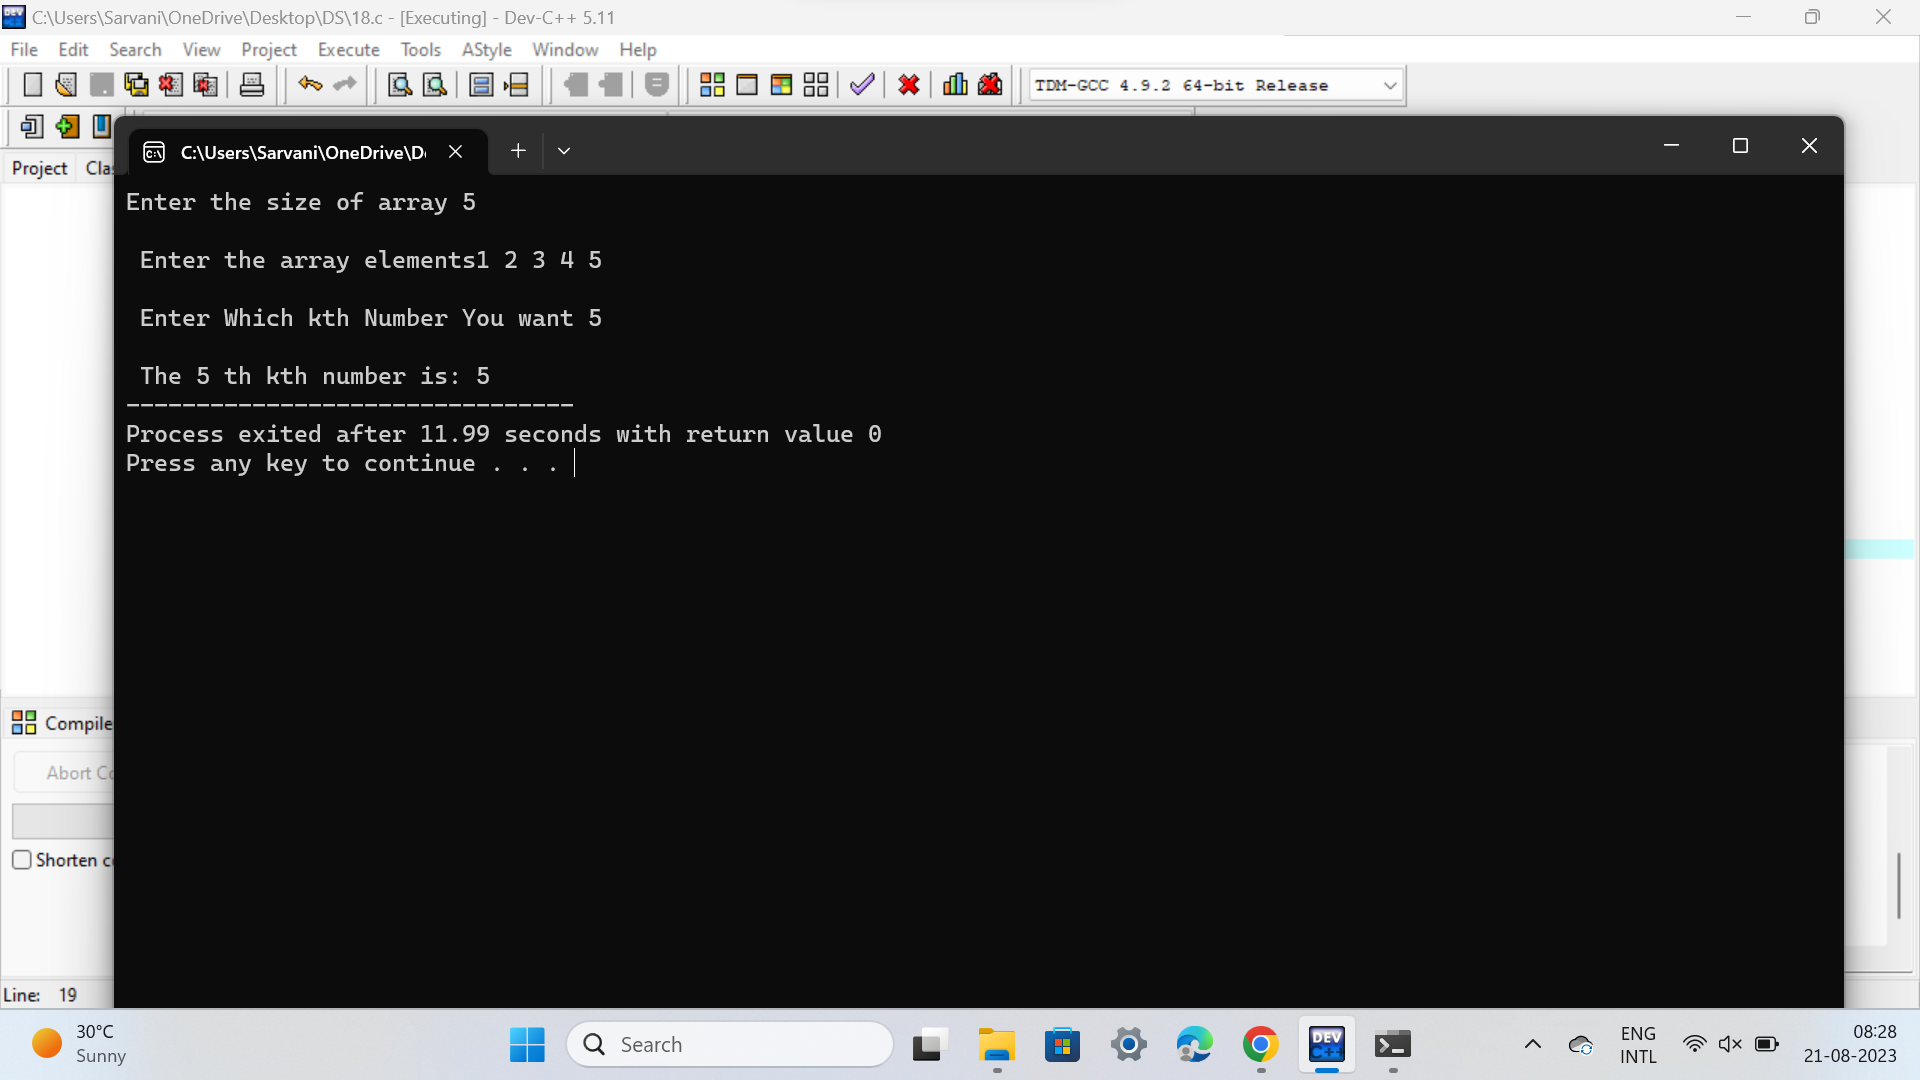 C:\Users\Sarvani\OneDrive\Desktop\DS\18.c - [Executing] - Dev-C++ 5.11
File Edit Search View Project Execute Tools AStyle Window Help
TDM-GCC 4.9.2 64-bit Release
Project
C:\Users\Sarvani\OneDrive\D
Enter the size of array 5
Enter the array elements1 2 3 4 5
Enter Which kth Number You want 5
The 5 th kth number is: 5
--------------------------------
Process exited after 11.99 seconds with return value 0
Press any key to continue . . .
Compile
Abort
Shorten
Line: 19
30°C
Sunny
Search
DEV
C++
ENG
INTL
08:28
21-08-2023